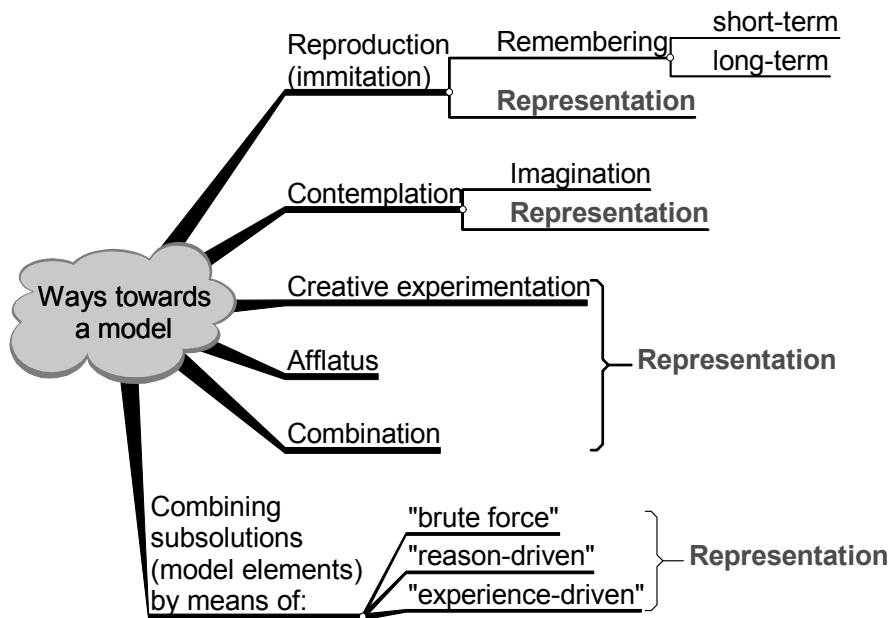 Reproduction
(immitation)
Remembering
short-term
long-term
Representation
Contemplation
Imagination
Representation
Ways towards
a model
Creative experimentation
Afflatus
Combination
Representation
Combining
subsolutions
(model elements)
by means of:
"brute force"
"reason-driven"
"experience-driven"
Representation